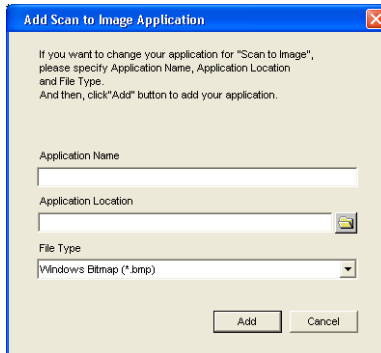 Add Scan to Image Application
If you want to change your application for "Scan to Image",
please specify Application Name, Application Location
and File Type.
And then, click"Add" button to add your application.
Application Name
Application Location
File Type
Windows Bitmap (*.bmp)
Add
Cancel